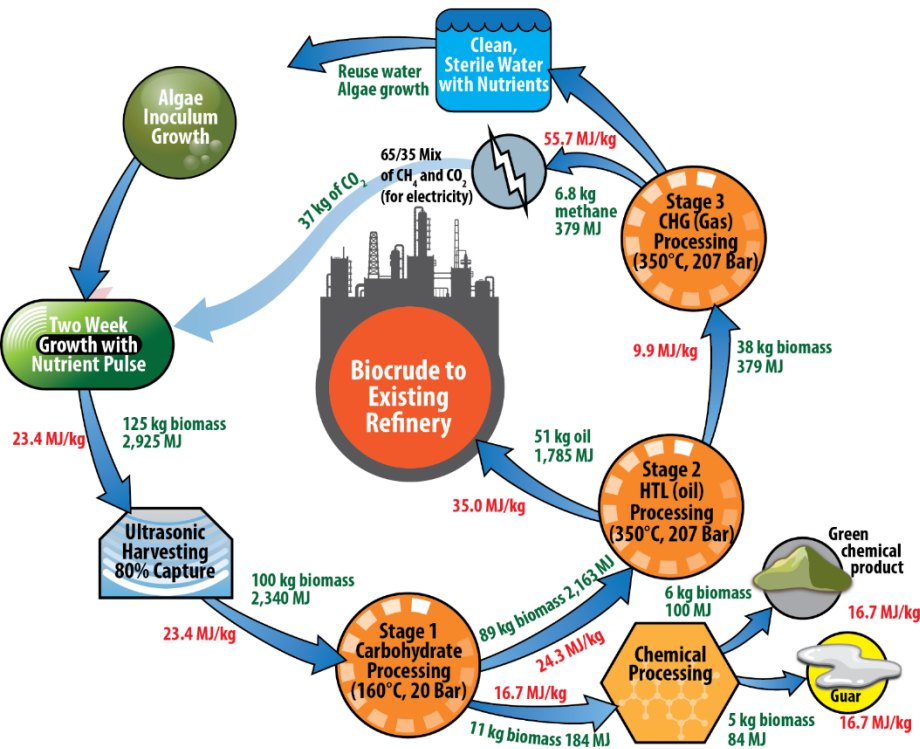 Clean,
Sterile Water
with Nutrients
Reuse water
Algae growth
Algae
Inoculum
Growth
55.7 MJ/kg
65/35 Mix
of CH4 and CO2
(for electricity)
37 kg of CO2
6.8 kg
methane
379 MJ
Stage 3
CHG (Gas)
Processing
(350°C, 207 Bar)
Two Week
Growth with
Nutrient Pulse
9.9 MJ/kg
38 kg biomass
379 MJ
Biocrude to
Existing
Refinery
23.4 MJ/kg
125 kg biomass
2,925 MJ
51 kg oil
1,785 MJ
35.0 MJ/kg
Stage 2
HTL (oil)
Processing
(350°C, 207 Bar)
Ultrasonic
Harvesting
80% Capture
100 kg biomass
2,340 MJ
23.4 MJ/kg
Stage 1
Carbohydrate
Processing
(160°C, 20 Bar)
89 kg biomass 2,163 MJ
24.3 MJ/kg
16.7 MJ/kg
11 kg biomass 184 MJ
Chemical
Processing
6 kg biomass
100 MJ
Green
chemical
product
16.7 MJ/kg
Guar
5 kg biomass
84 MJ
16.7 MJ/kg